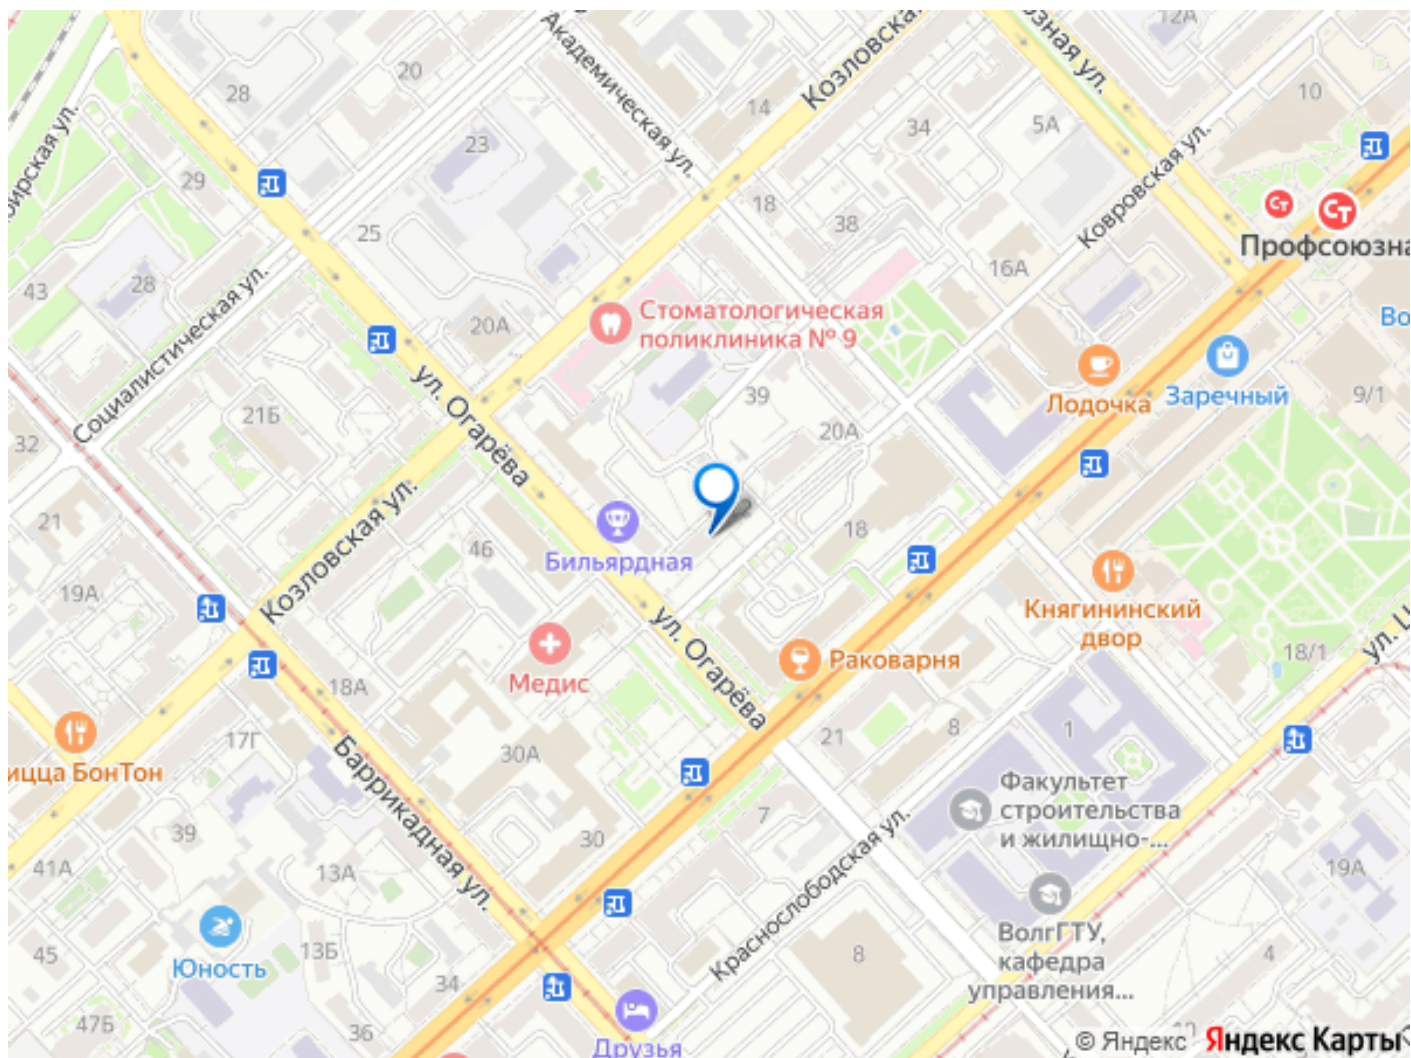 12А
20
28
Академическая ул.
Козловская
14
34
5А
10
23
29
18
38
Ковровская ул.
25
43
28
Профсоюзна
16А
20А
Стоматологическая
поликлиника № 9
Социалистическая ул.
ул. Огарёва
39
Лодочка
Заречный
9/1
21Б
20А
32
21
18
Бильярдная
46
Козловская ул.
19А
Княгининский
двор
ул. Огарёва
Раковарня
18/1
Медис
18А
17Г
30А
21
8
1
ицца БонТон
Баррикадная ул.
Факультет
строительства
и жилищно-...
39
30
7
41А
13А
Краснослободская ул.
19А
ВолгГТУ,
кафедра
управления...
45
Юность
13Б
34
8
4
47Б
36
Друзья
© Яндекс Яндекс Карты